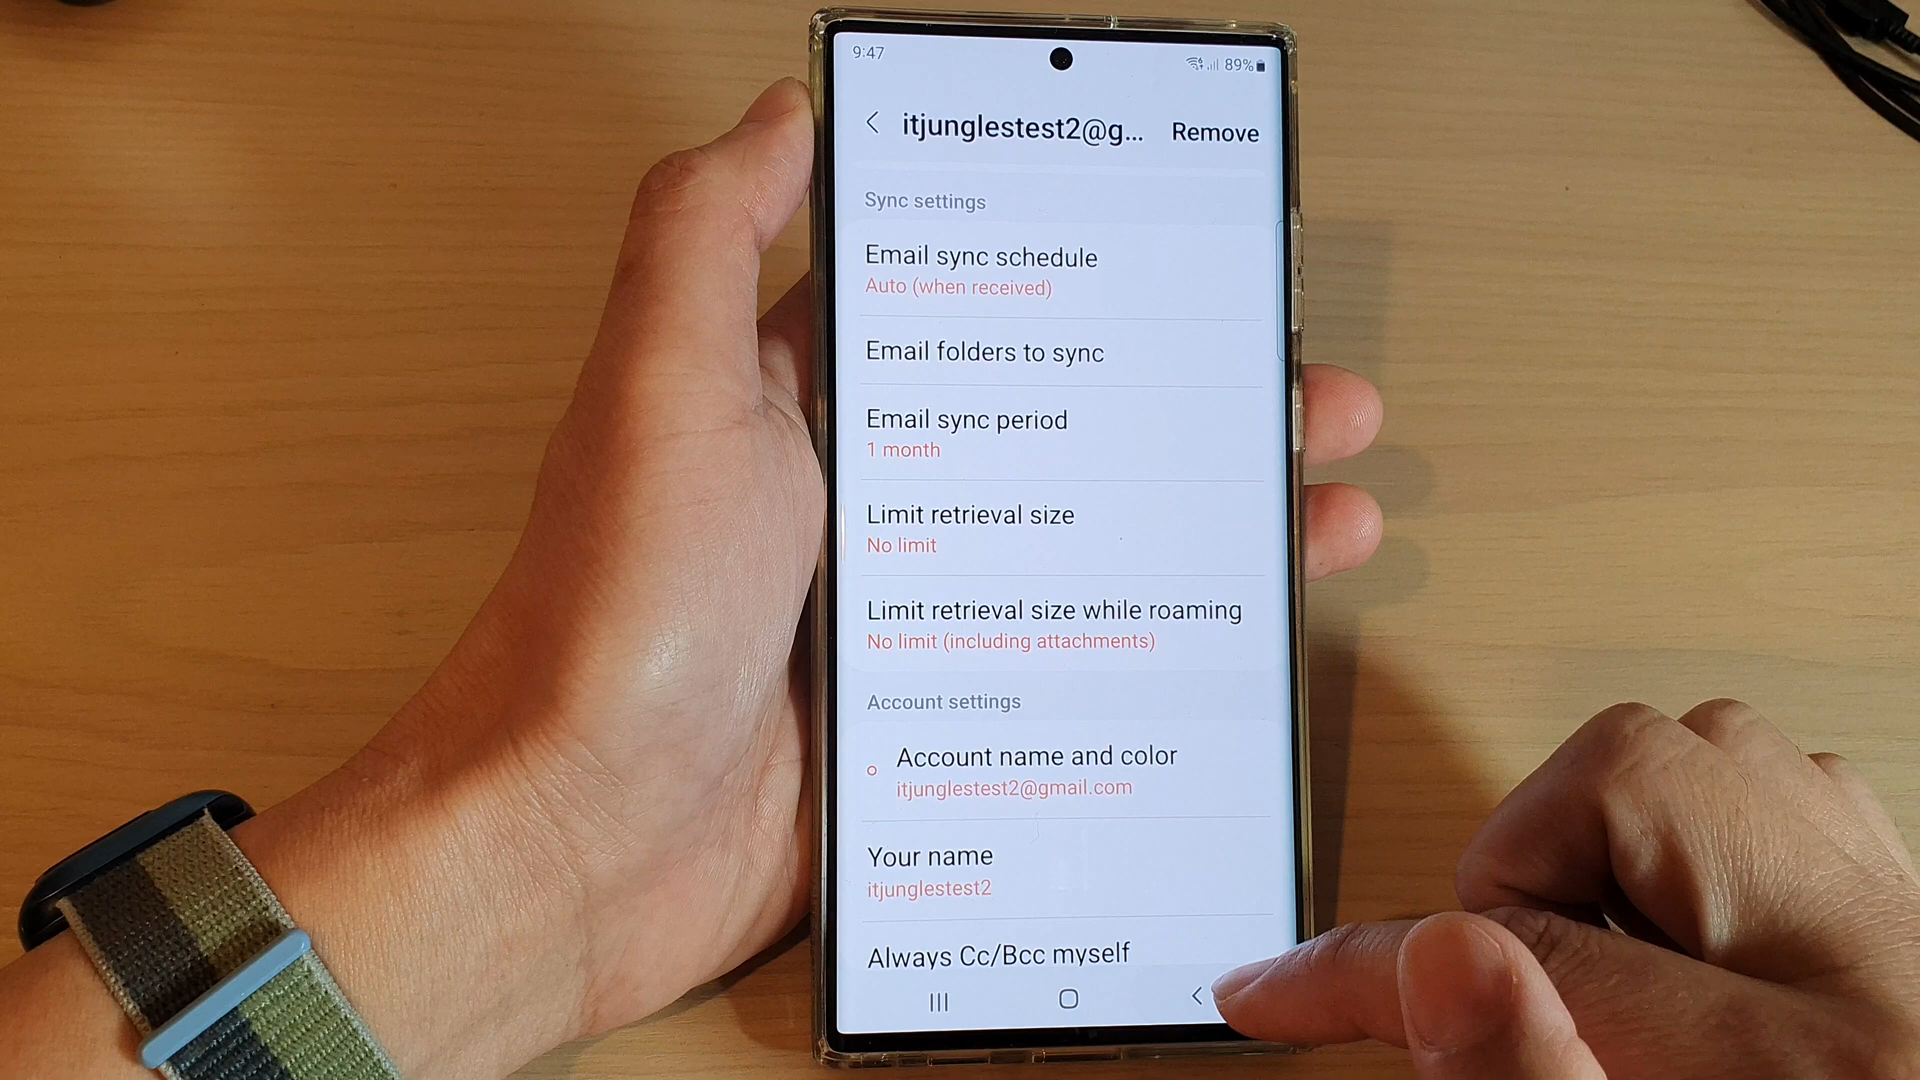 9:47
89%
itjunglestest2@g...
Remove
Sync settings
Email sync schedule
Auto (when received)
Email folders to sync
Email sync period
1 month
Limit retrieval size
No limit
Limit retrieval size while roaming
No limit (including attachments)
Account settings
Account name and color
itjunglestest2@gmail.com
Your name
itjunglestest2
Always Cc/Bcc myself